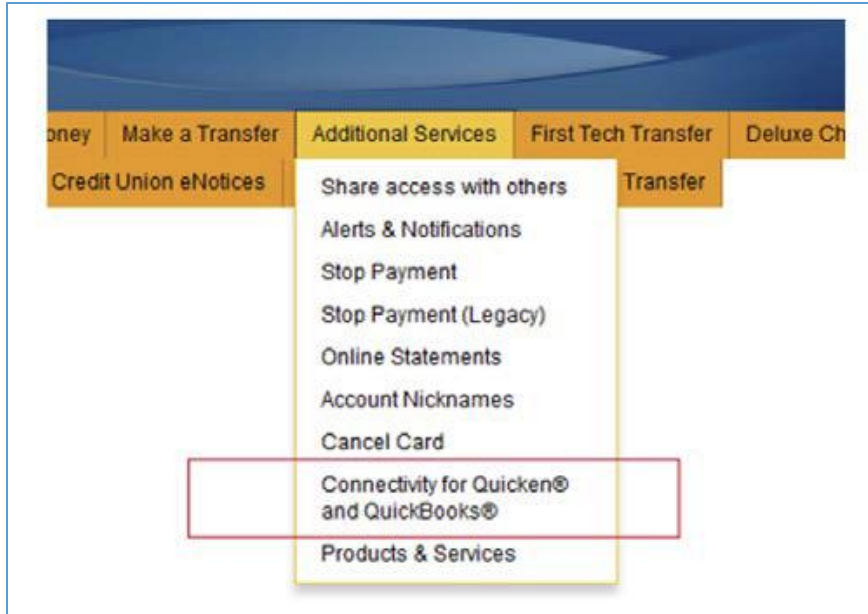 oney Make a Transfer Additional Services First Tech Transfer Deluxe Ch
Credit Union eNotices Transfer
Share access with others
Alerts & Notifications
Stop Payment
Stop Payment (Legacy)
Online Statements
Account Nicknames
Cancel Card
Connectivity for Quicken®
and QuickBooks®
Products & Services